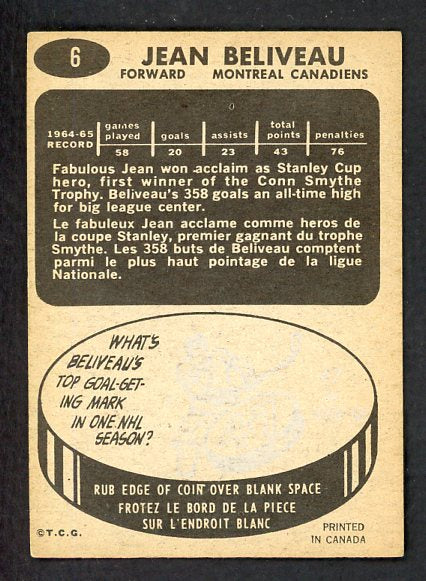 6
JEAN BELIVEAU
FORWARD MONTREAL CANADIENS
1964-65 RECORD
games played goals assists total points penalties
58 20 23 43 76
Fabulous Jean won acclaim as Stanley Cup
hero, first winner of the Conn Smythe
Trophy. Beliveau's 358 goals an all-time high
for big league center.
Le fabuleux Jean acclame comme heros de
la coupe Stanley, premier gagnant du trophe
Smythe. Les 358 buts de Beliveau comptent
parmi le plus haut pointage de la ligue
Nationale.
WHAT'S
BELIVEAU'S
TOP GOAL-GET-
ING MARK
IN ONE NHL
SEASON?
RUB EDGE OF COIN OVER BLANK SPACE
FROTEZ LE BORD DE LA PIECE
SUR L'ENDROIT BLANC
©T.C.G.
PRINTED
IN CANADA